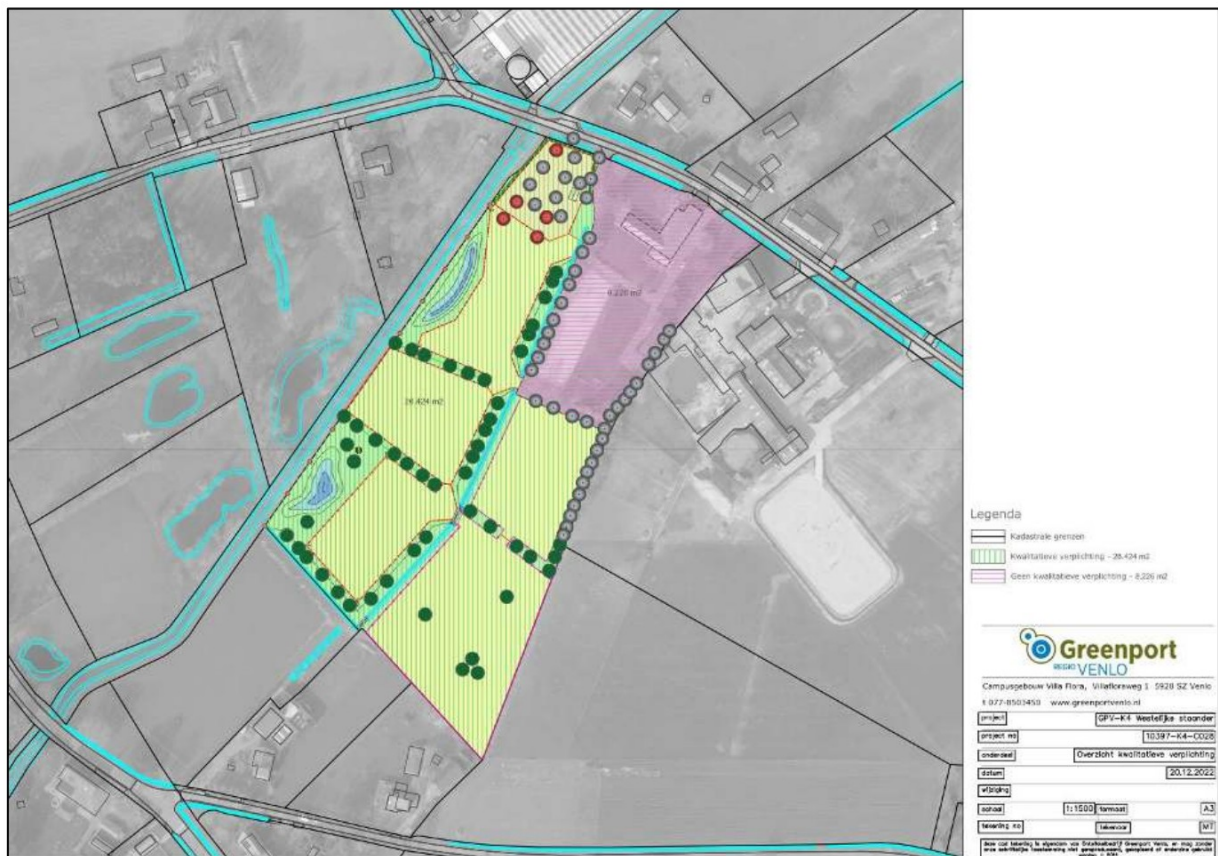 8.226 m2
28.424 m2
Legenda
Kadastrale grenzen
Kwalitatieve verplichting - 28.424 m2
Geen kwalitatieve verplichting - 8.226 m2
Greenport
REGIO VENLO
Campusgebouw Villa Flora, Villafloraweg 1 5928 SZ Venlo
t 077-8503450 www.greenportvenlo.nl
project GPV-K4 Westelijke staander
project no 10397-K4-C028
onderdeel Overzicht kwalitatieve verplichting
datum 20.12.2022
wijziging
schaal 1:1500 formaat A3
tekening no tekenaar MT